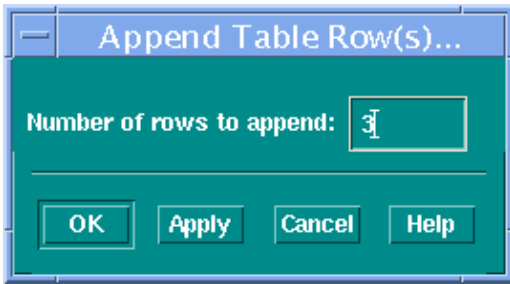 Append Table Row(s)...
Number of rows to append: 3
OK Apply Cancel Help